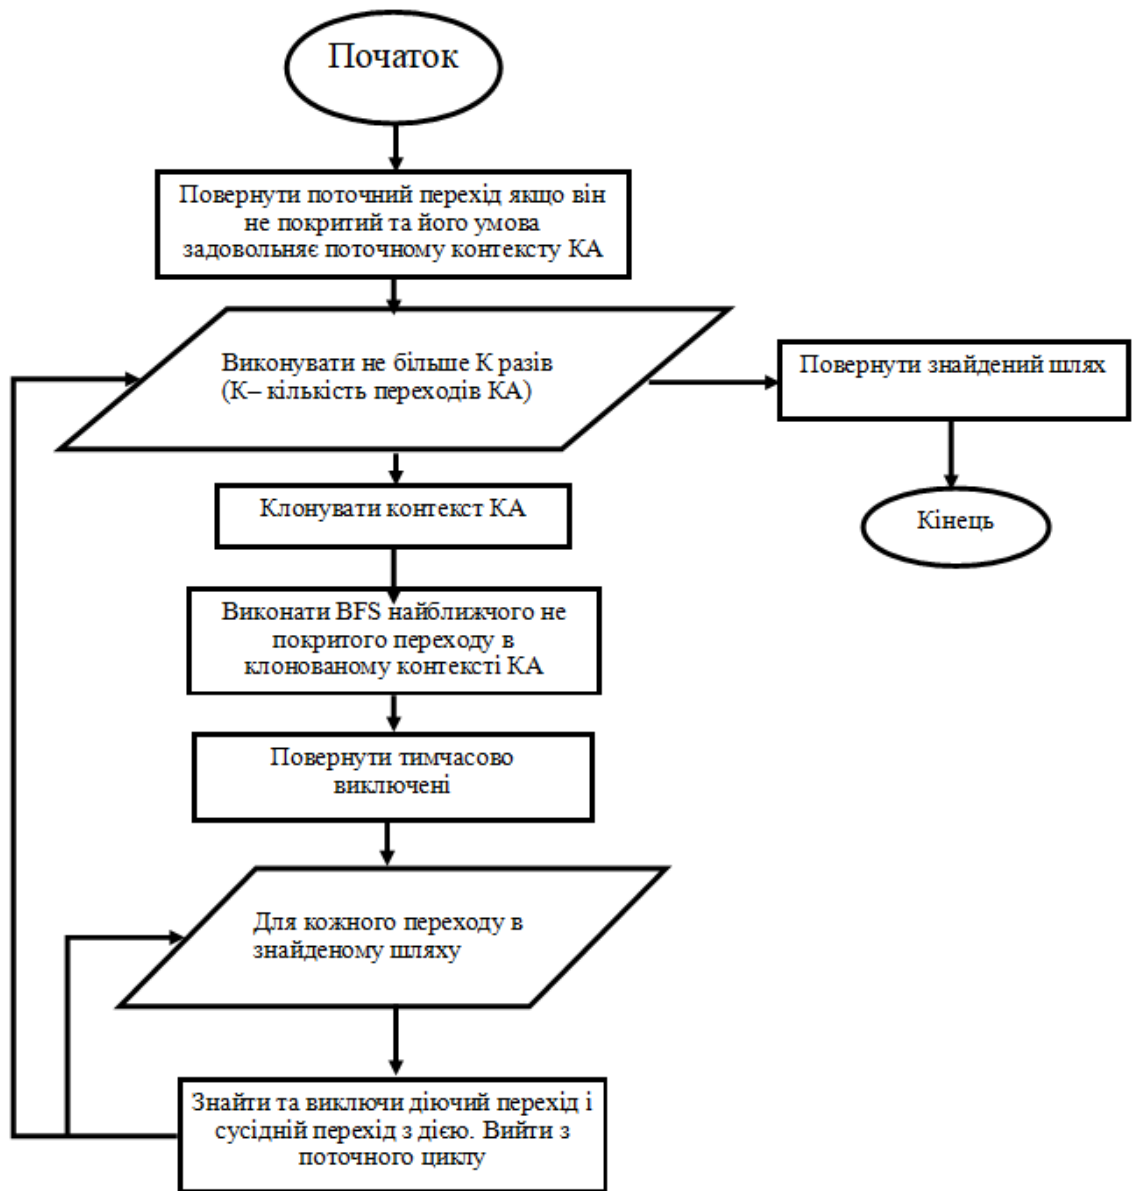 Початок
Повернути поточний перехід якщо він
не покритий та його умова
задовольняє поточному контексту КА
Виконувати не більше К разів
(К– кількість переходів КА)
Повернути знайдений шлях
Клонувати контекст КА
Кінець
Виконати BFS найближчого не
покритого переходу в
клонованому контексті КА
Повернути тимчасово
виключені
Для кожного переходу в
знайденому шляху
Знайти та виключи діючий перехід і
сусідній перехід з дією. Вийти з
поточного циклу